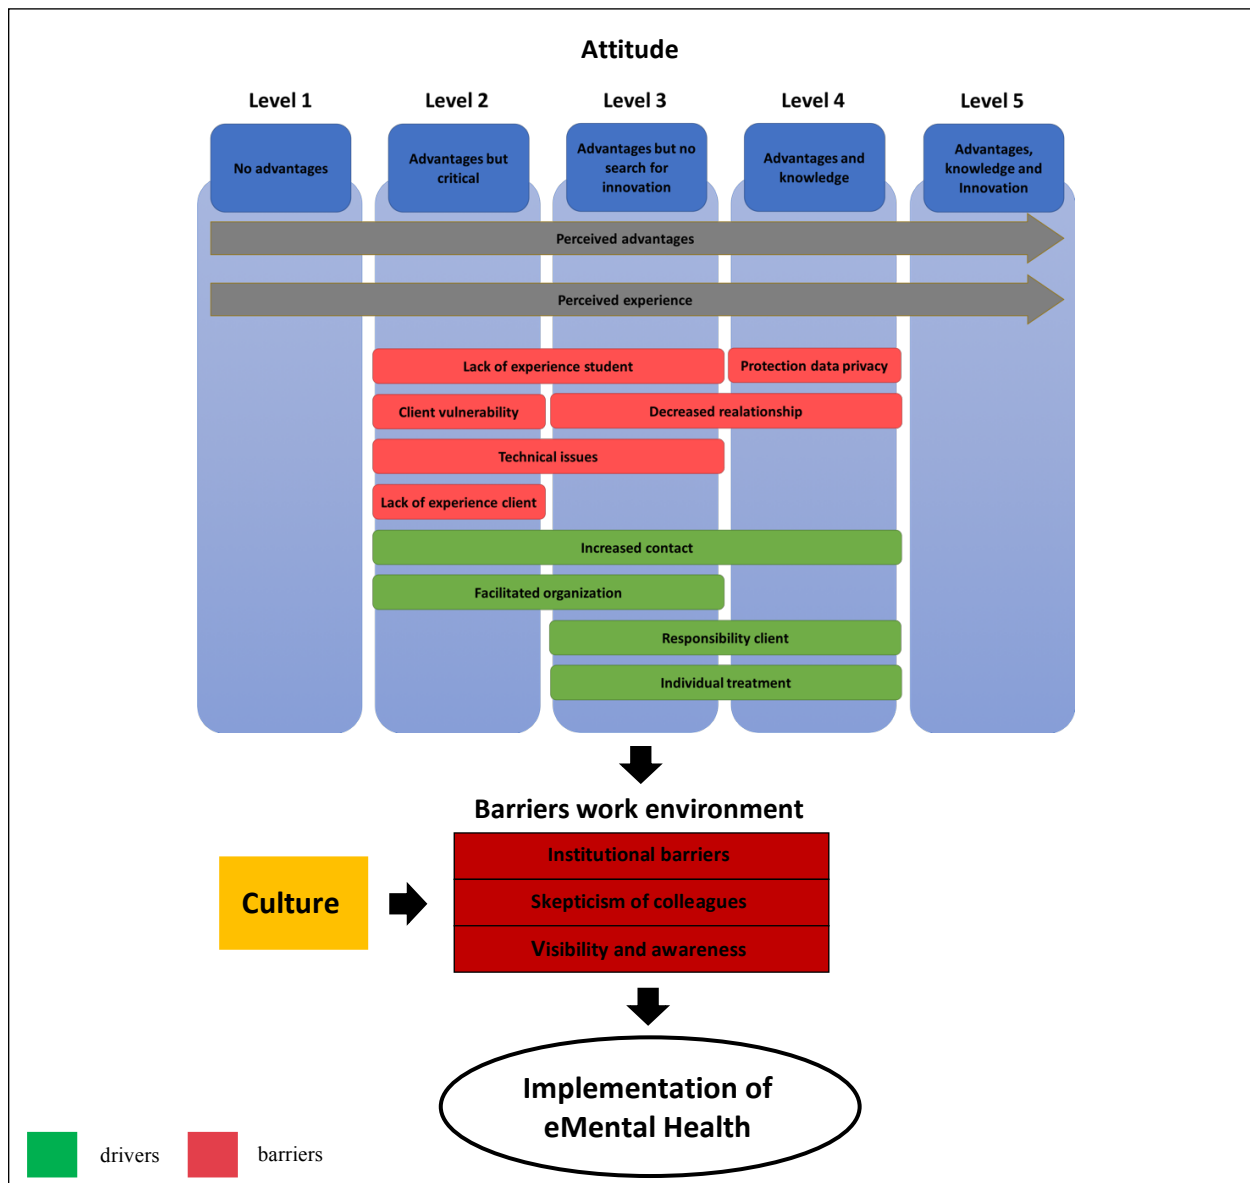 Attitude
Level 1
Level 2
Level 3
Level 4
Level 5
No advantages
Advantages but
critical
Advantages but no
search for
innovation
Advantages and
knowledge
Advantages,
knowledge and
Innovation
Perceived advantages
Perceived experience
Lack of experience student
Protection data privacy
Client vulnerability
Decreased realationship
Technical issues
Lack of experience client
Increased contact
Facilitated organization
Responsibility client
Individual treatment
Barriers work environment
Institutional barriers
Culture
Skepticism of colleagues
Visibility and awareness
Implementation of
eMental Health
drivers
barriers